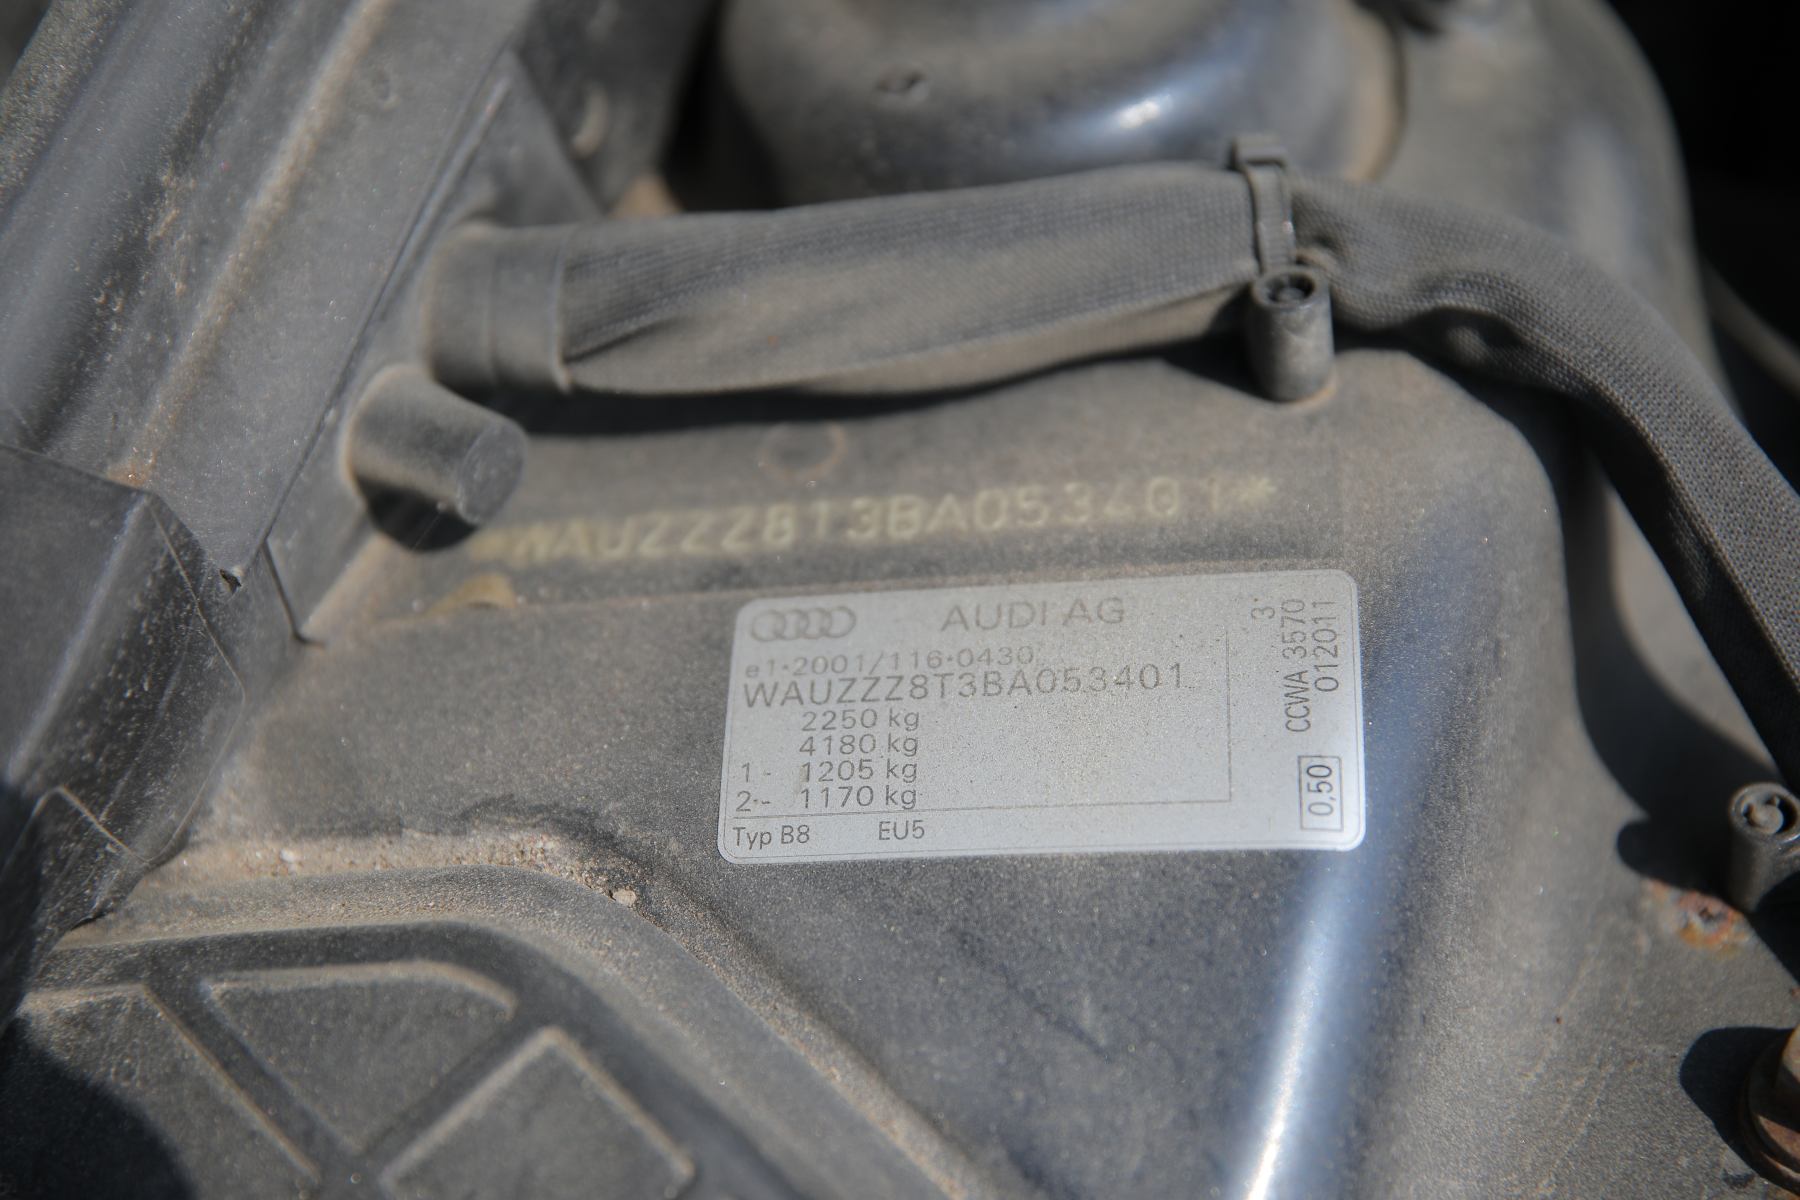 *WAUZZZ8T3BA053401*
AUDI AG
e1*2001/116*0430
WAUZZZ8T3BA053401
2250 kg
4180 kg
1 - 1205 kg
2 - 1170 kg
Typ B8 EU5
3
CCWA 3570
012011
0,50